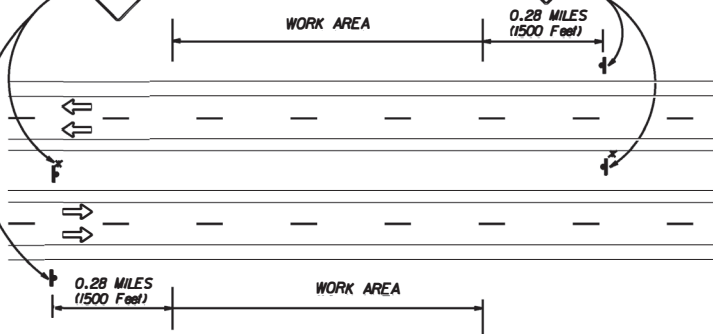 WORK AREA
0.28 MILES
(1500 Feet)
x
x
0.28 MILES
(1500 Feet)
WORK AREA